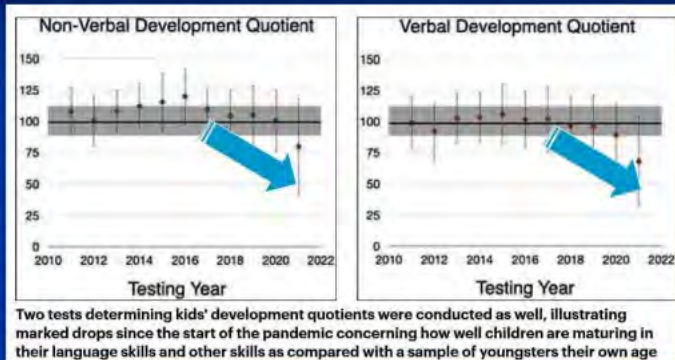 Non-Verbal Development Quotient
150
125
100
75
50
25
0
2010 2012 2014 2016 2018 2020 2022
Testing Year
Verbal Development Quotient
150
125
100
75
50
25
0
2010 2012 2014 2016 2018 2020 2022
Testing Year
Two tests determining kids' development quotients were conducted as well, illustrating
marked drops since the start of the pandemic concerning how well children are maturing in
their language skills and other skills as compared with a sample of youngsters their own age